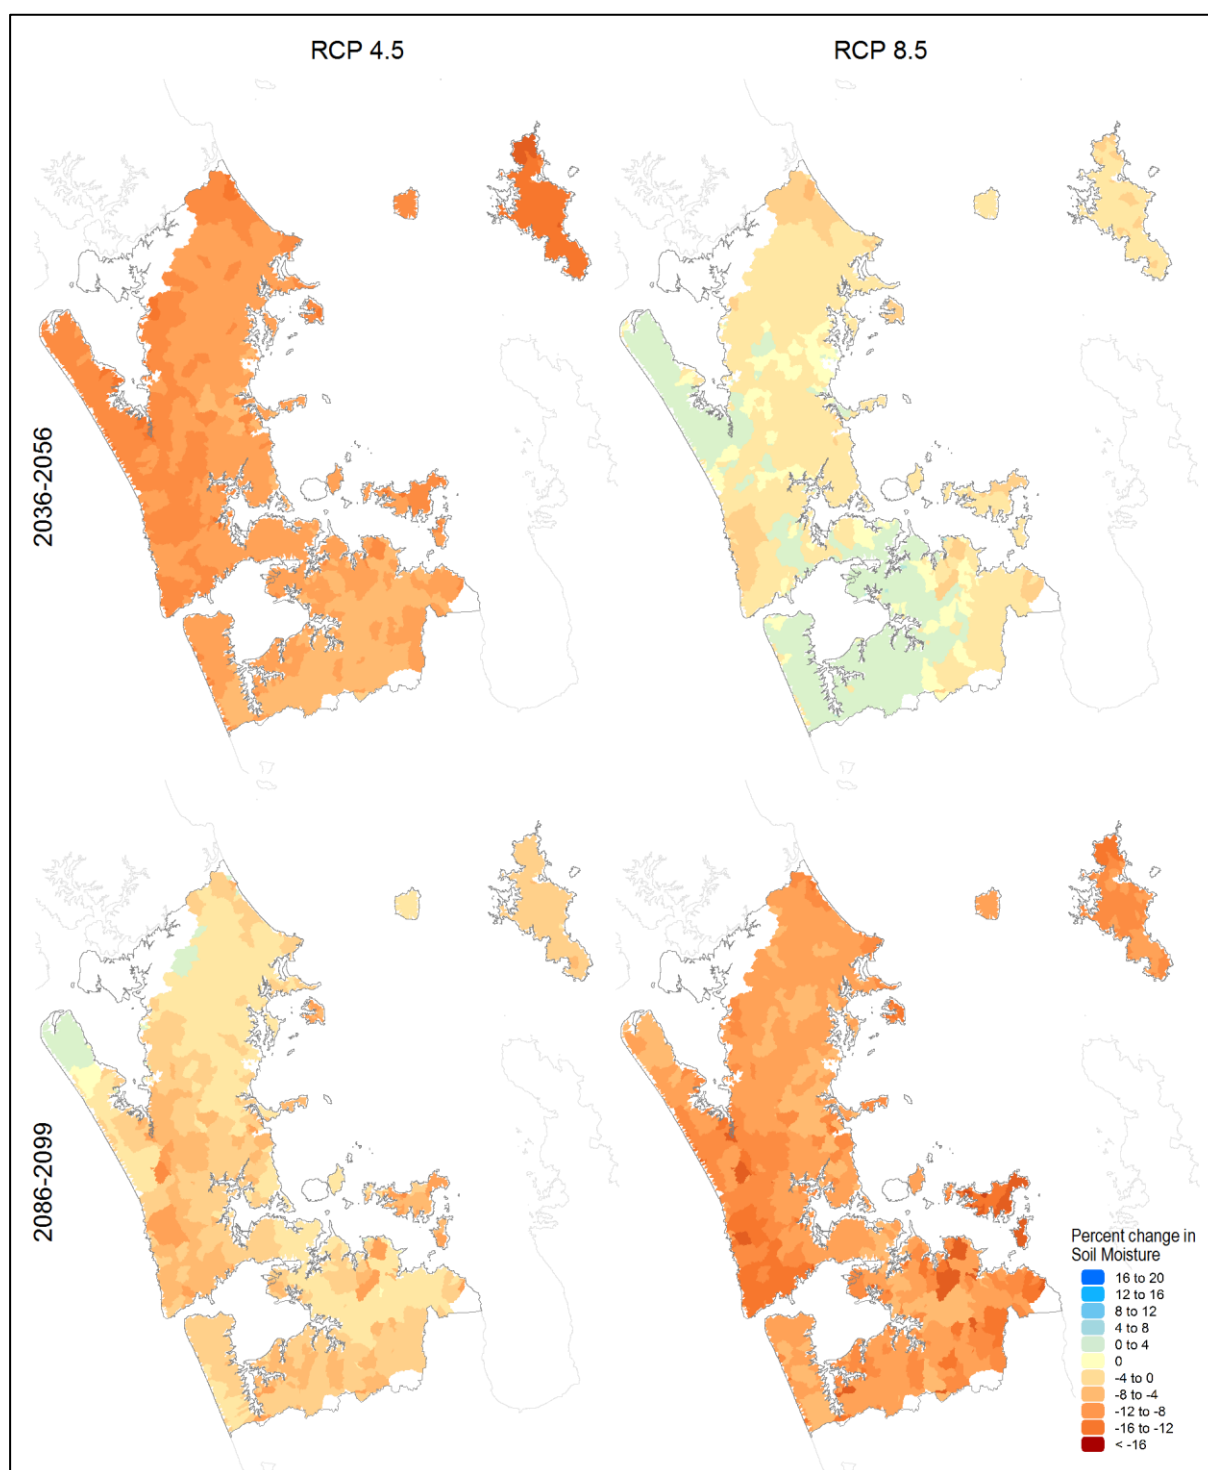 RCP 4.5
RCP 8.5
2036-2056
2086-2099
Percent change in
Soil Moisture
16 to 20
12 to 16
8 to 12
4 to 8
0 to 4
0
-4 to 0
-8 to -4
-12 to -8
-16 to -12
< -16